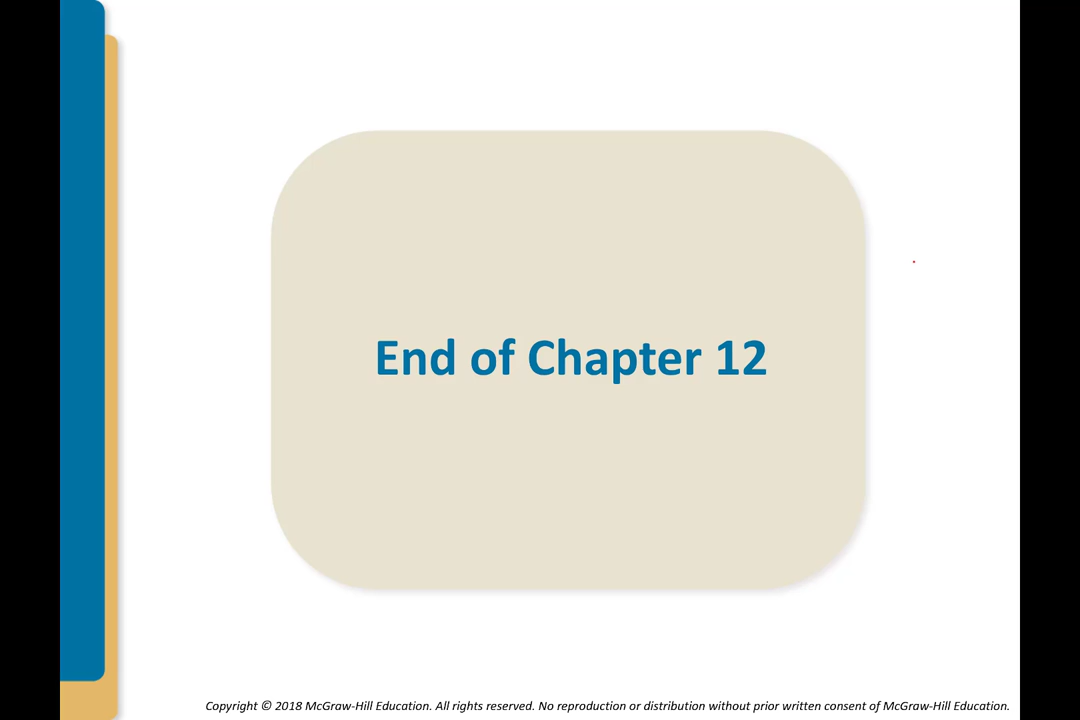 End of Chapter 12
Copyright © 2018 McGraw-Hill Education. All rights reserved. No reproduction or distribution without prior written consent of McGraw-Hill Education.